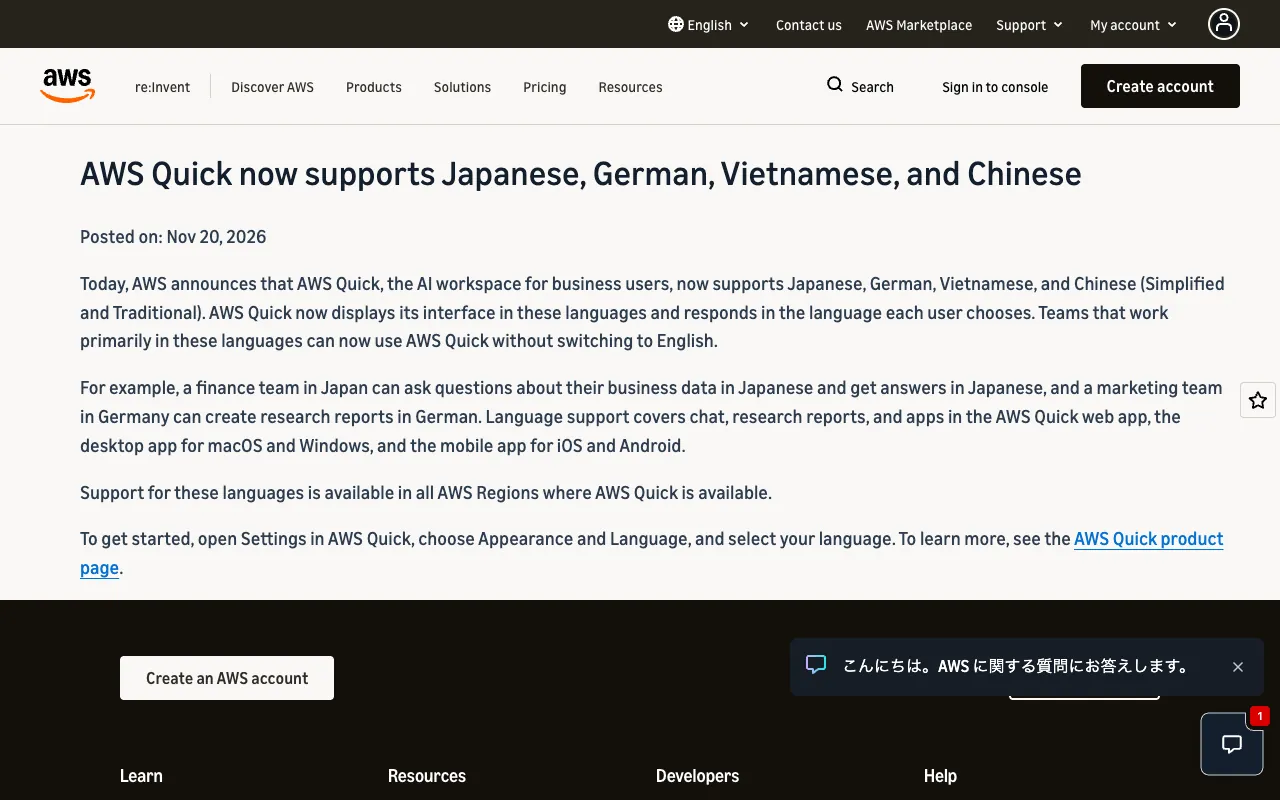 English
Contact us
AWS Marketplace
Support
My account
aws
re:Invent
Discover AWS
Products
Solutions
Pricing
Resources
Search
Sign in to console
Create account
AWS Quick now supports Japanese, German, Vietnamese, and Chinese
Posted on: Nov 20, 2026
Today, AWS announces that AWS Quick, the AI workspace for business users, now supports Japanese, German, Vietnamese, and Chinese (Simplified
and Traditional). AWS Quick now displays its interface in these languages and responds in the language each user chooses. Teams that work
primarily in these languages can now use AWS Quick without switching to English.
For example, a finance team in Japan can ask questions about their business data in Japanese and get answers in Japanese, and a marketing team
in Germany can create research reports in German. Language support covers chat, research reports, and apps in the AWS Quick web app, the
desktop app for macOS and Windows, and the mobile app for iOS and Android.
Support for these languages is available in all AWS Regions where AWS Quick is available.
To get started, open Settings in AWS Quick, choose Appearance and Language, and select your language. To learn more, see the AWS Quick product
page.
Create an AWS account
こんにちは。AWS に関する質問にお答えします。
1
Learn
Resources
Developers
Help